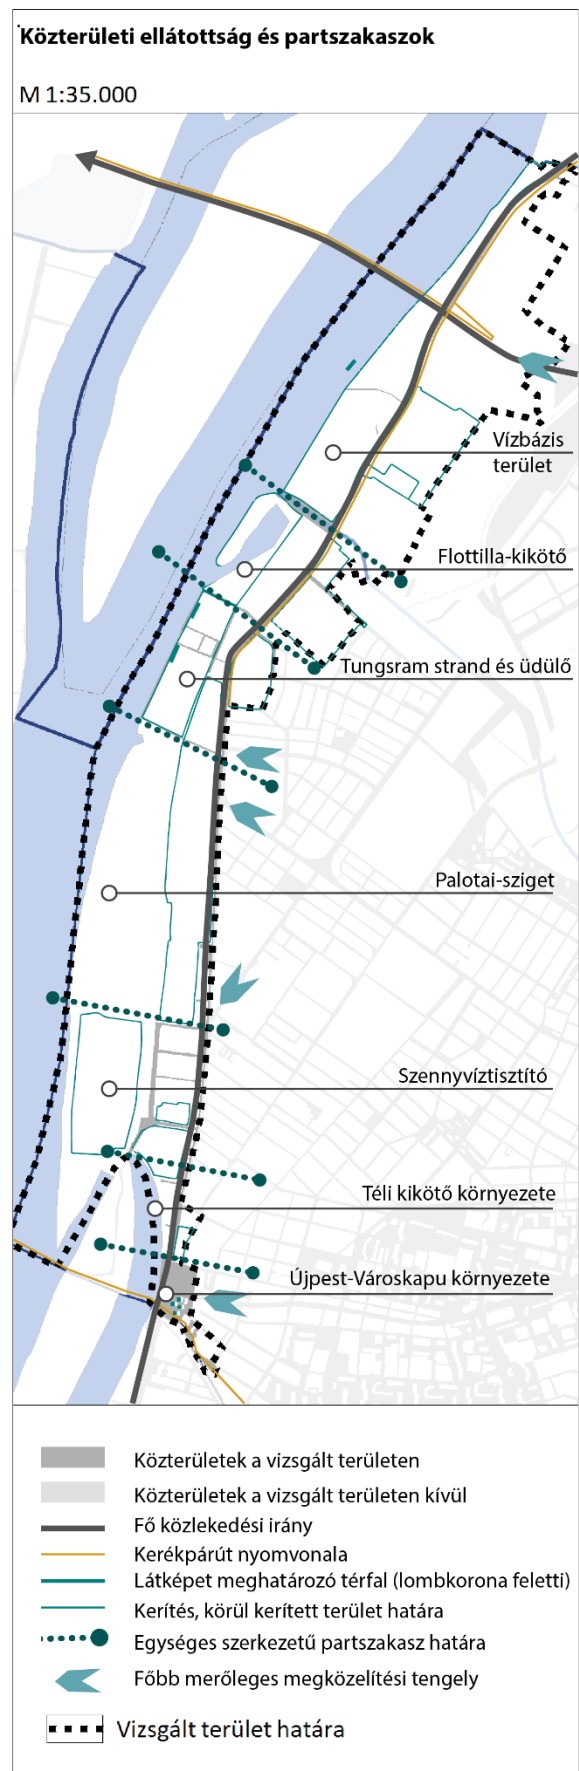 Közterületi ellátottság és partszakaszok
M 1:35.000
Vízbázis
terület
Flottilla-kikötő
Tungsram strand és üdülő
Palotai-sziget
Szennyvíztisztító
Téli kikötő környezete
Újpest-Városkapu környezete
Közterületek a vizsgált területen
Közterületek a vizsgált területen kívül
Fő közlekedési irány
Kerékpárút nyomvonala
Látképet meghatározó térfal (lombkorona feletti)
Kerítés, körül kerített terület határa
Egységes szerkezetű partszakasz határa
Főbb merőleges megközelítési tengely
Vizsgált terület határa